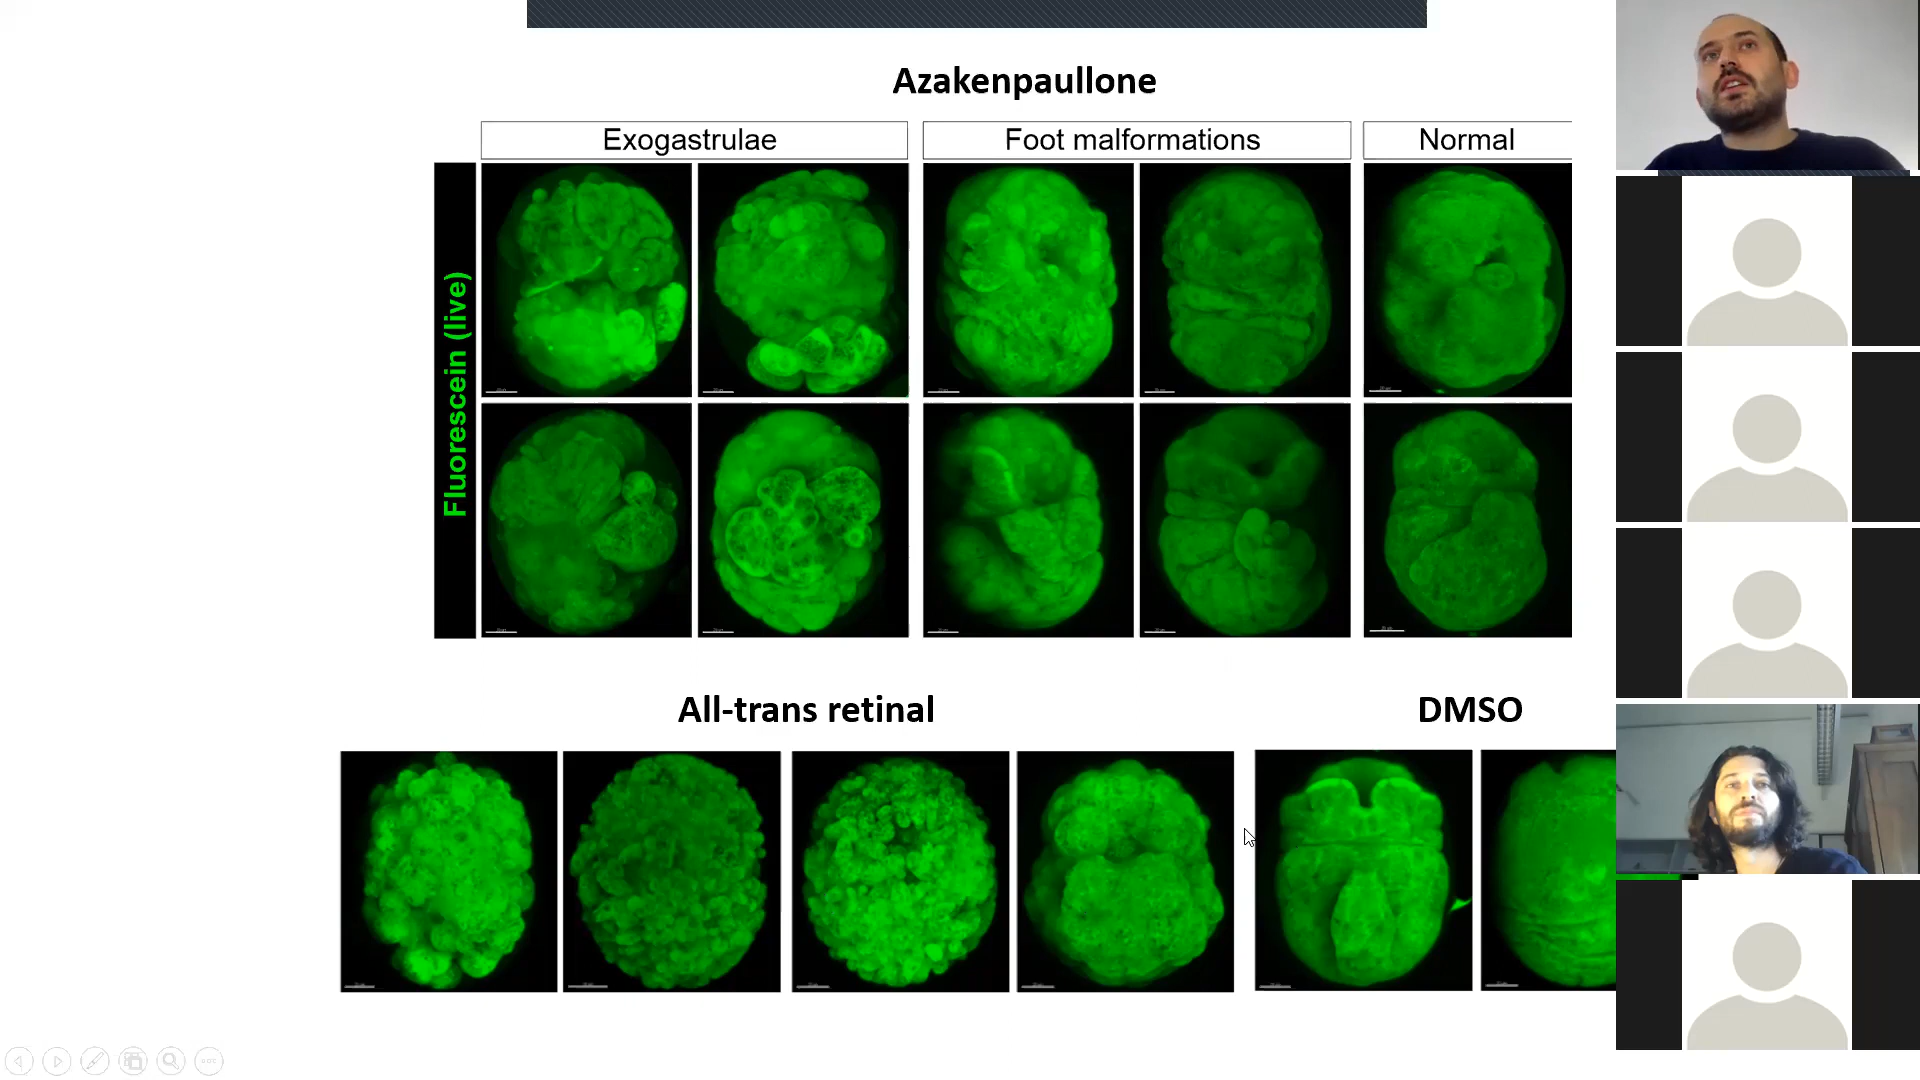 Azakenpaullone
Exogastrulae
Foot malformations
Normal
Fluorescein (live)
All-trans retinal
DMSO